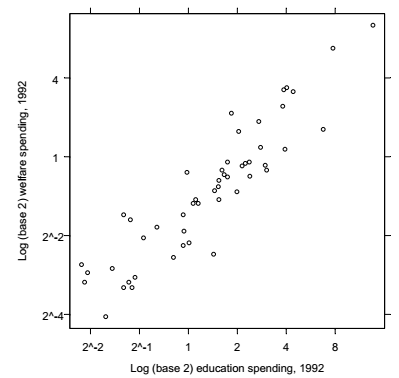 Log (base 2) welfare spending, 1992
4
1
2^-2
2^-4
2^-2 2^-1 1 2 4 8
Log (base 2) education spending, 1992